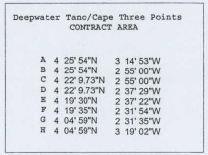 Deepwater Tano/Cape Three Points
CONTRACT AREA
A 4 25' 54"N 3 14' 53"W
B 4 25' 54"N 2 55' 00"W
C 4 22' 9.73"N 2 55' 00"W
D 4 22' 9.73"N 2 37' 29"W
E 4 19' 30"N 2 37' 22"W
F 4 19' 35"N 2 31' 54"W
G 4 04' 59"N 2 31' 35"W
H 4 04' 59"N 3 19' 02"W